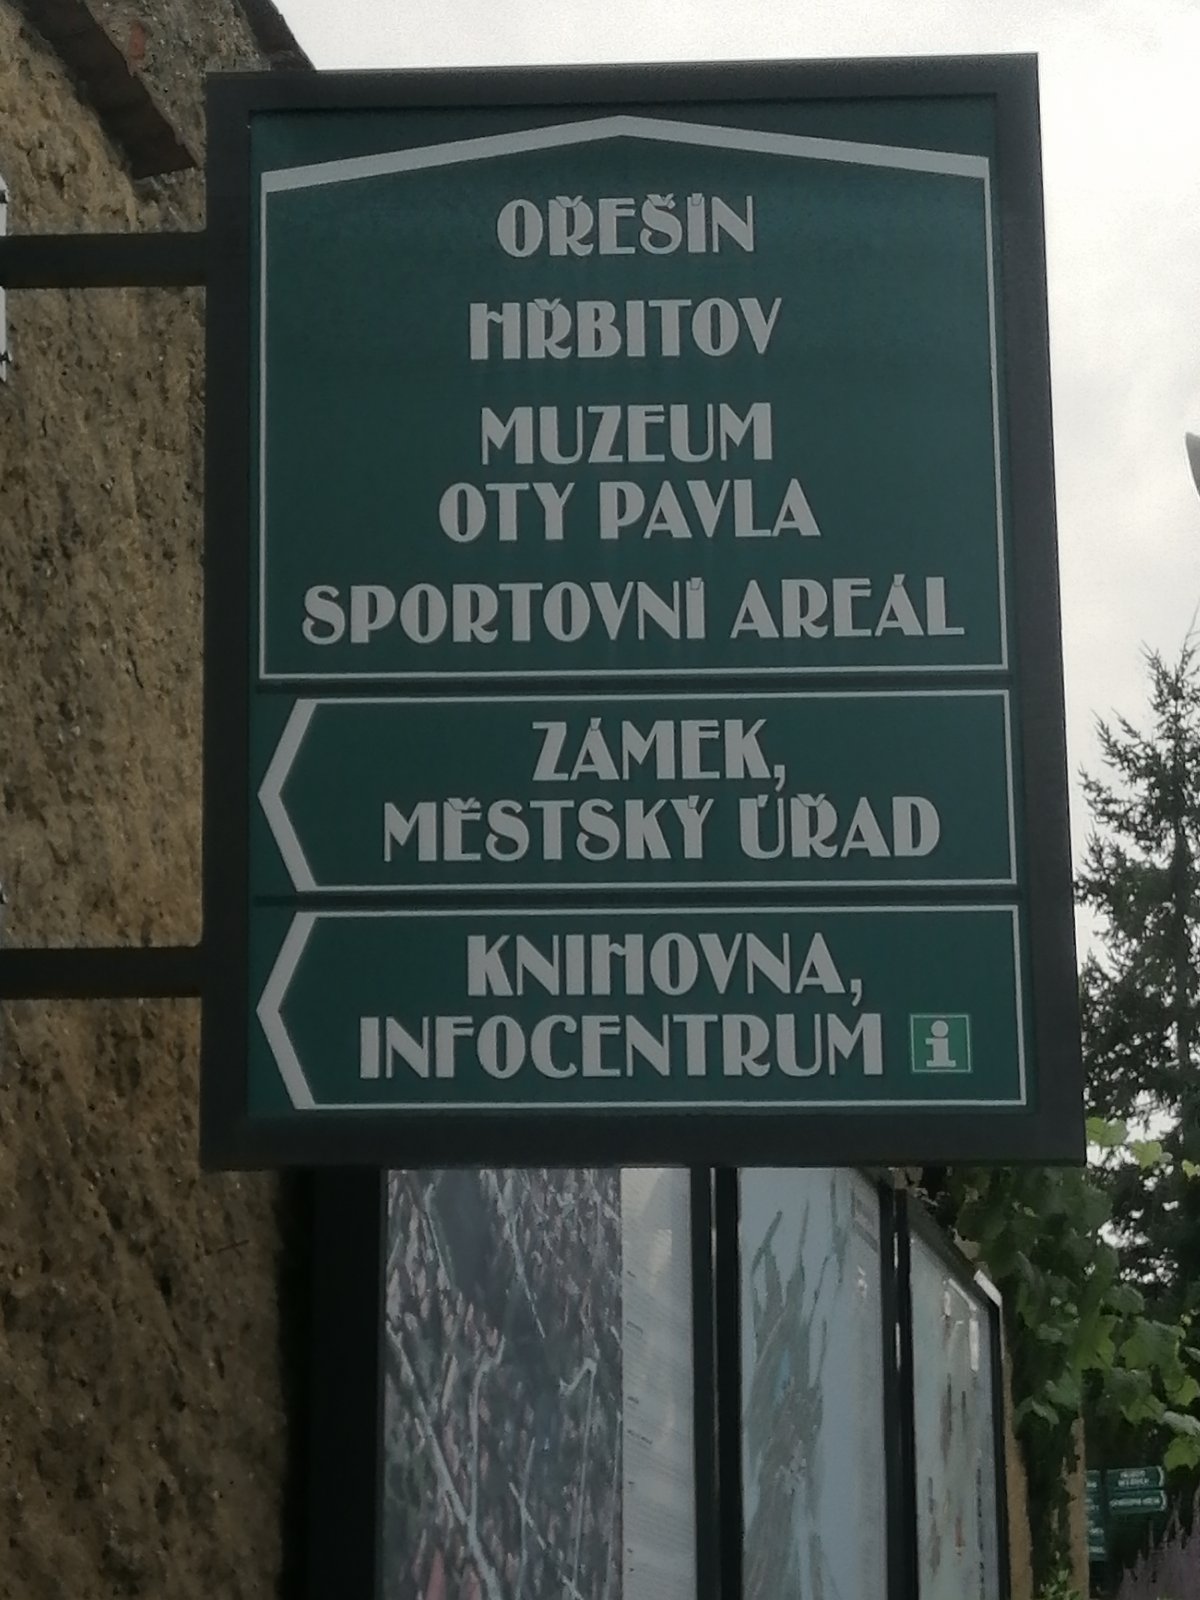 OŘEŠÍN
HŘBITOV
MUZEUM
OTY PAVLA
SPORTOVNÍ AREÁL
ZÁMEK,
MĚSTSKÝ ÚŘAD
KNIHOVNA,
INFOCENTRUM i